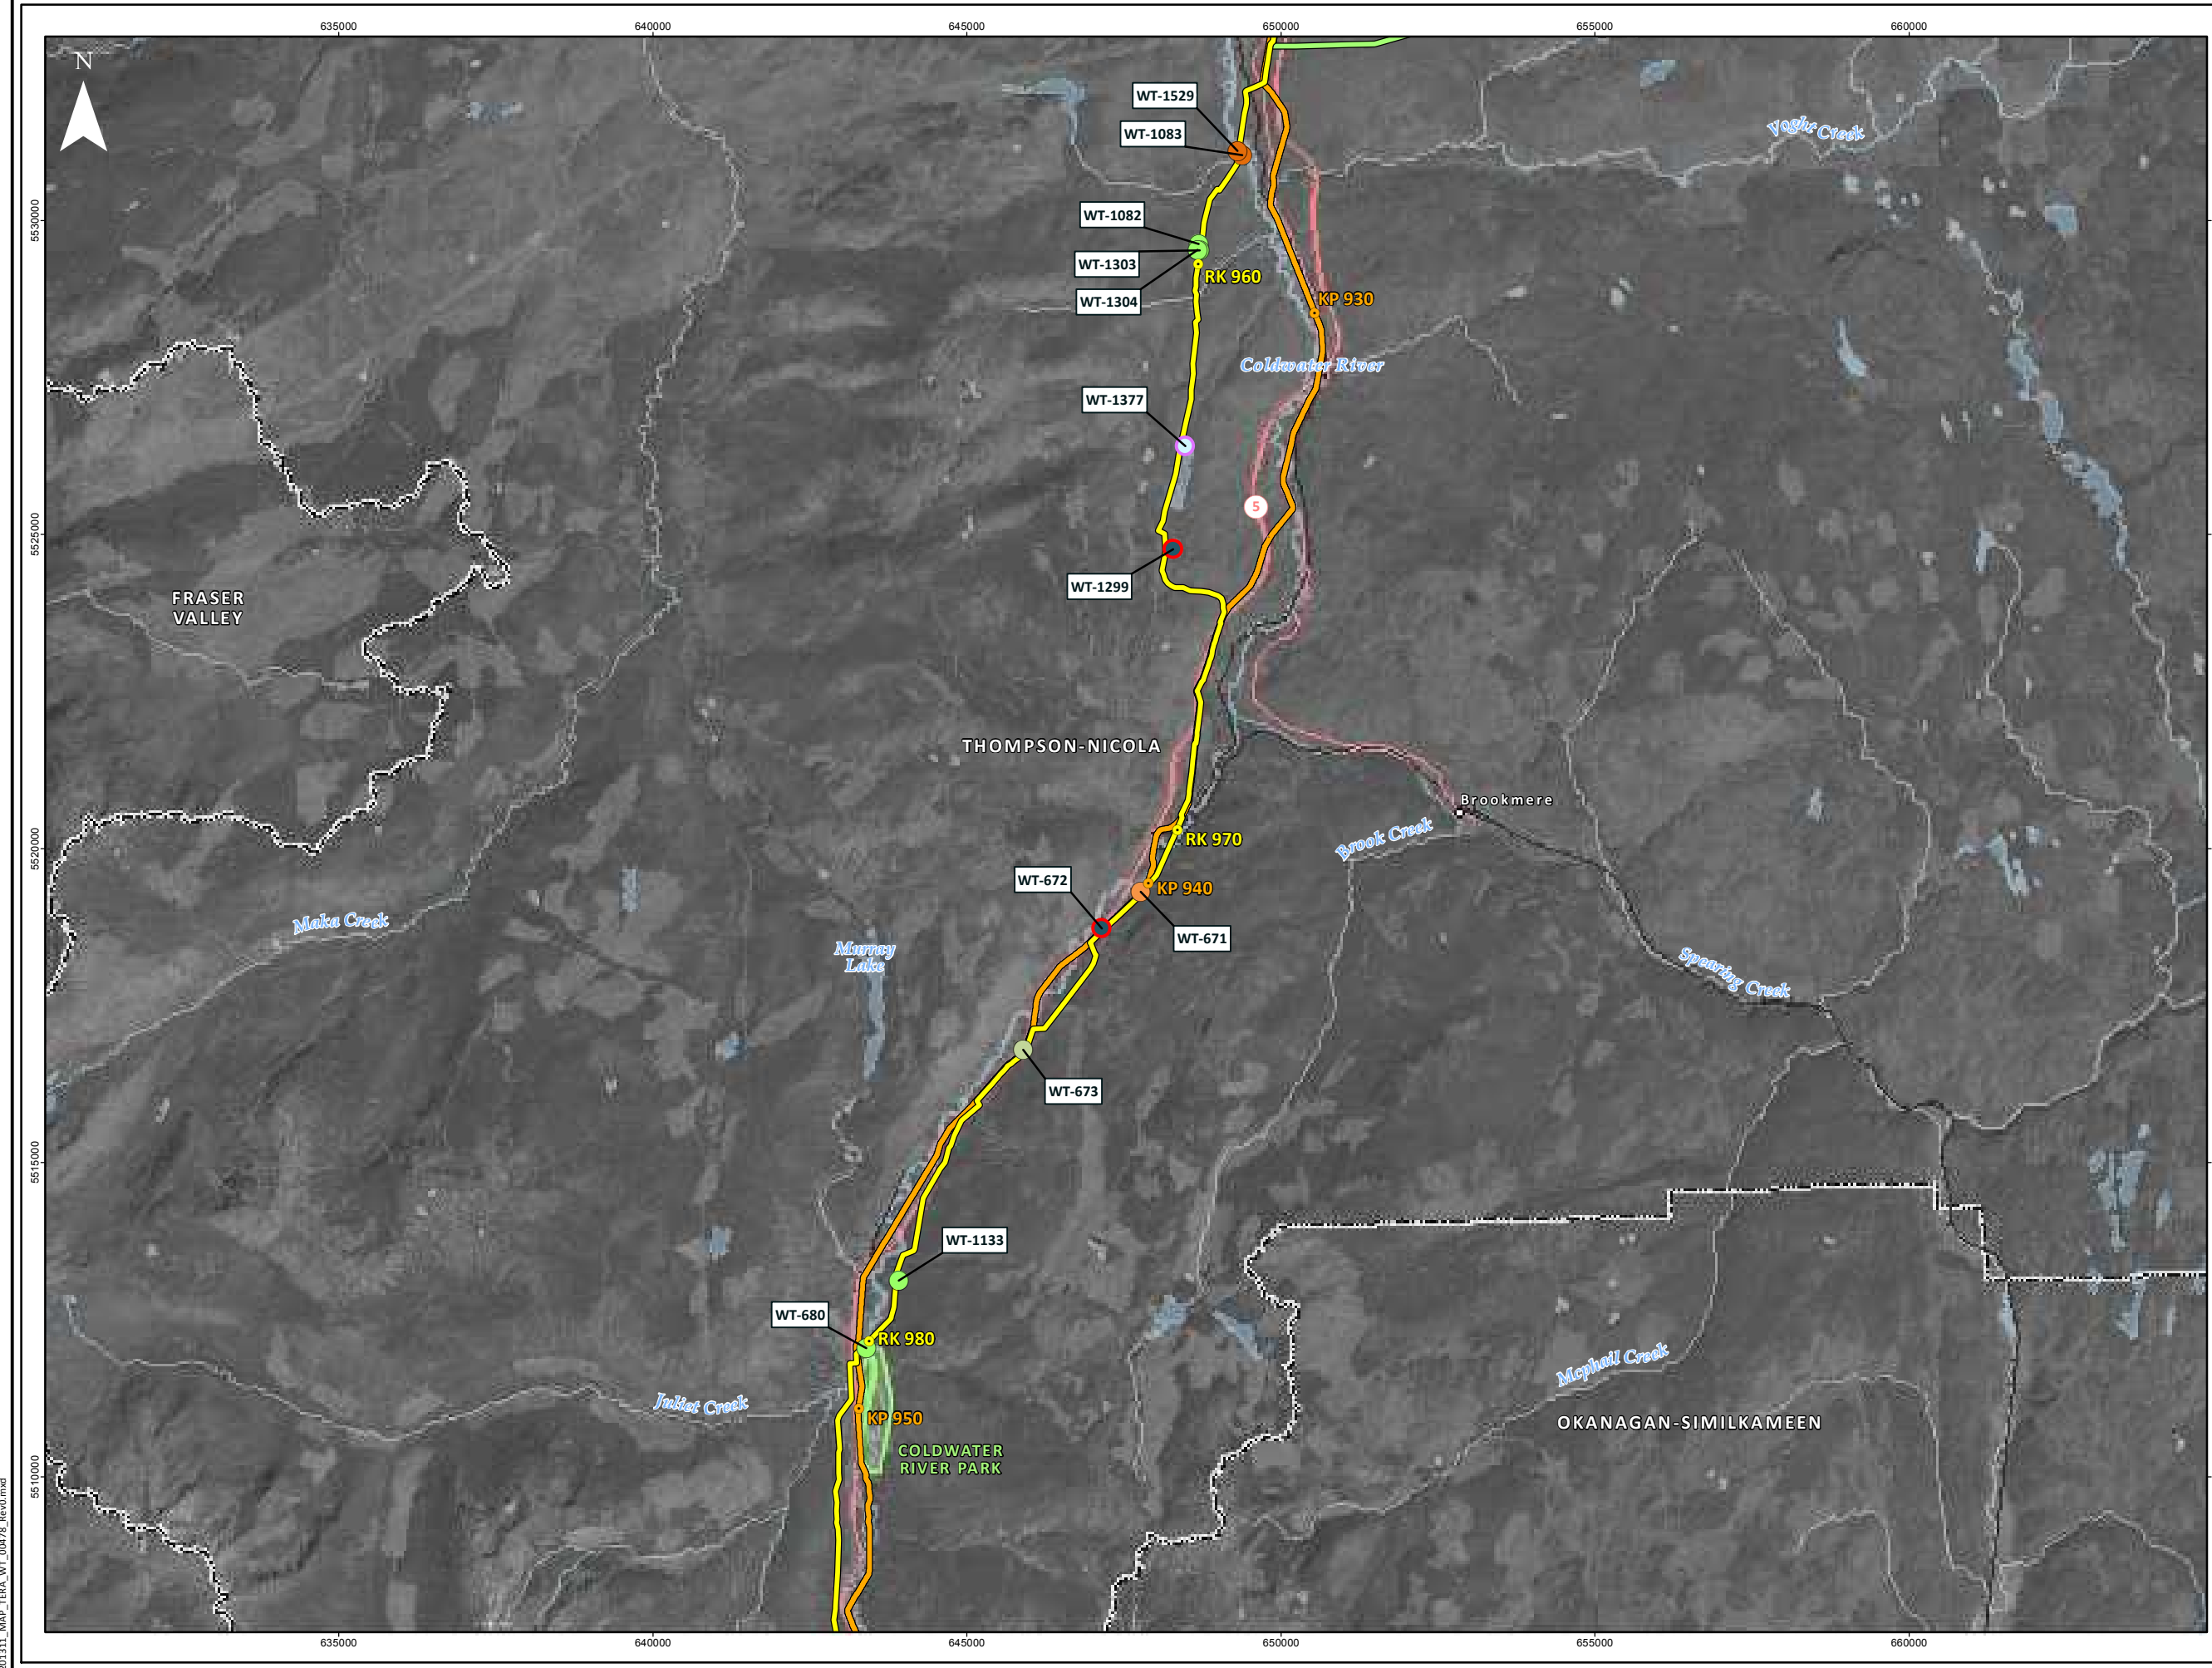 635000
640000
645000
650000
655000
660000
N
WT-1529
WT-1083
Voght Creek
WT-1082
5530000
WT-1303
RK 960
WT-1304
KP 930
Coldwater River
WT-1377
5
5525000
WT-1299
FRASER
VALLEY
THOMPSON-NICOLA
Brookmere
Brook Creek
RK 970
5520000
WT-672
KP 940
Maka Creek
WT-671
Murray
Lake
Spearing Creek
WT-673
5515000
WT-1133
WT-680
RK 980
Mcphail Creek
Juliet Creek
KP 950
OKANAGAN-SIMILKAMEEN
COLDWATER
RIVER PARK
5510000
201311_MAP_TERA_WT_00478_Rev0.mxd
635000
640000
645000
650000
655000
660000